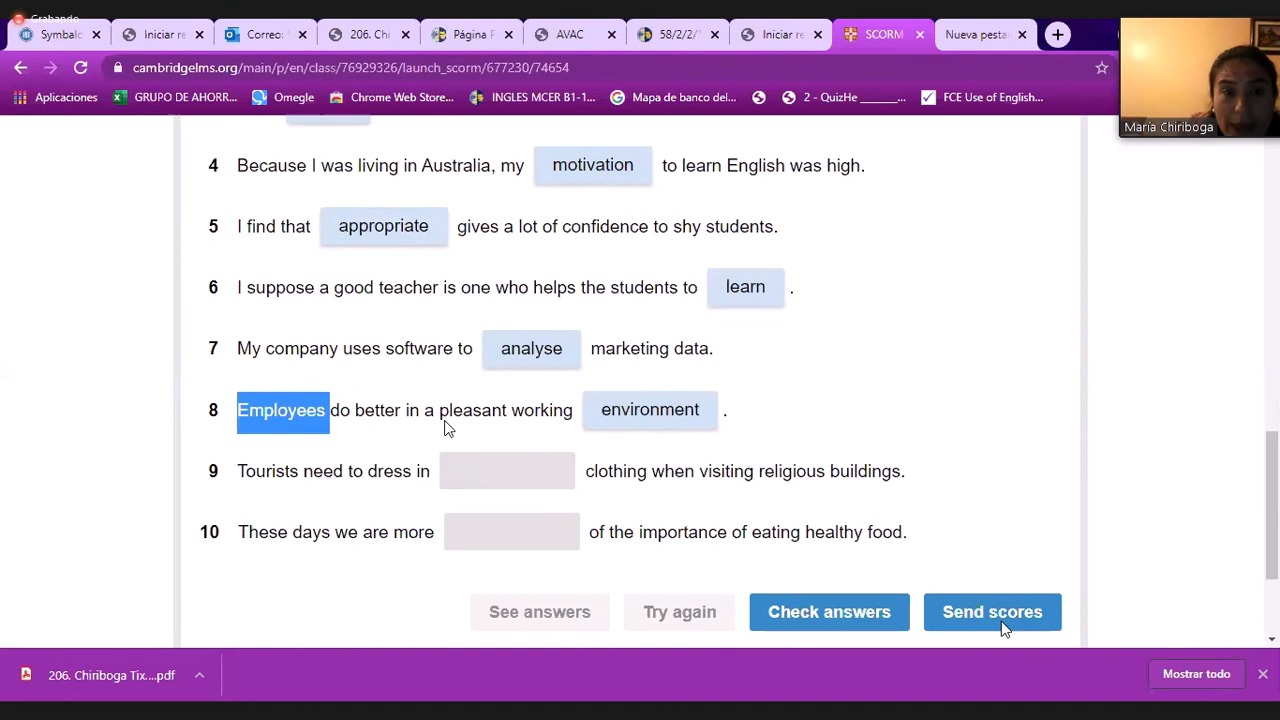 Grabando
Symbalc
Iniciar re
Correo: M
206. Chi
Página P
AVAC
58/2/2/
Iniciar re
SCORM
Nueva pesta
cambridgelms.org/main/p/en/class/76929326/launch_scorm/677230/74654
Aplicaciones
GRUPO DE AHORR...
Omegle
Chrome Web Store...
INGLES MCER B1-1...
Mapa de banco del...
2 - QuizHe ______...
FCE Use of English...
María Chiriboga
4 Because I was living in Australia, my motivation to learn English was high.
5 I find that appropriate gives a lot of confidence to shy students.
6 I suppose a good teacher is one who helps the students to learn .
7 My company uses software to analyse marketing data.
8 Employees do better in a pleasant working environment .
9 Tourists need to dress in clothing when visiting religious buildings.
10 These days we are more of the importance of eating healthy food.
See answers
Try again
Check answers
Send scores
206. Chiriboga Tix....pdf
Mostrar todo